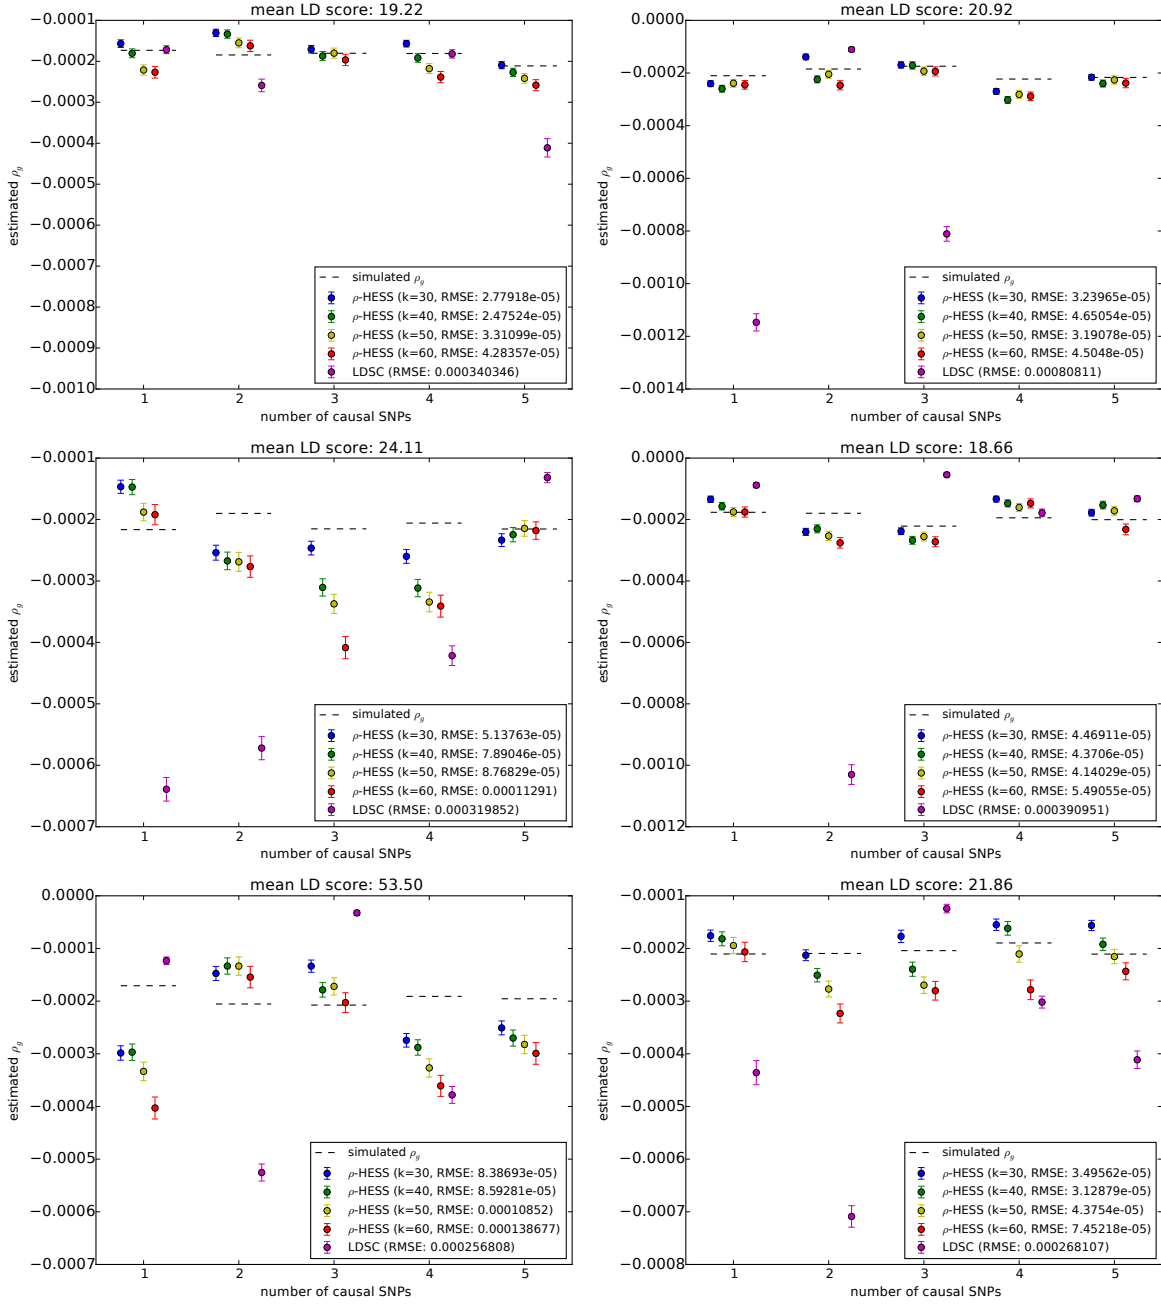 mean LD score: 19.22
−0.0001
−0.0002
−0.0003
−0.0004
−0.0005
−0.0006
−0.0007
−0.0008
−0.0009
−0.0010
estimated ρg
simulated ρg
ρ-HESS (k=30, RMSE: 2.77918e-05)
ρ-HESS (k=40, RMSE: 2.47524e-05)
ρ-HESS (k=50, RMSE: 3.31099e-05)
ρ-HESS (k=60, RMSE: 4.28357e-05)
LDSC (RMSE: 0.000340346)
1 2 3 4 5
number of causal SNPs
mean LD score: 20.92
0.0000
−0.0002
−0.0004
−0.0006
−0.0008
−0.0010
−0.0012
−0.0014
estimated ρg
simulated ρg
ρ-HESS (k=30, RMSE: 3.23965e-05)
ρ-HESS (k=40, RMSE: 4.65054e-05)
ρ-HESS (k=50, RMSE: 3.19078e-05)
ρ-HESS (k=60, RMSE: 4.5048e-05)
LDSC (RMSE: 0.00080811)
1 2 3 4 5
number of causal SNPs
mean LD score: 24.11
−0.0001
−0.0002
−0.0003
−0.0004
−0.0005
−0.0006
−0.0007
estimated ρg
simulated ρg
ρ-HESS (k=30, RMSE: 5.13763e-05)
ρ-HESS (k=40, RMSE: 7.89046e-05)
ρ-HESS (k=50, RMSE: 8.76829e-05)
ρ-HESS (k=60, RMSE: 0.00011291)
LDSC (RMSE: 0.000319852)
1 2 3 4 5
number of causal SNPs
mean LD score: 18.66
0.0000
−0.0002
−0.0004
−0.0006
−0.0008
−0.0010
−0.0012
estimated ρg
simulated ρg
ρ-HESS (k=30, RMSE: 4.46911e-05)
ρ-HESS (k=40, RMSE: 4.3706e-05)
ρ-HESS (k=50, RMSE: 4.14029e-05)
ρ-HESS (k=60, RMSE: 5.49055e-05)
LDSC (RMSE: 0.000390951)
1 2 3 4 5
number of causal SNPs
mean LD score: 53.50
0.0000
−0.0001
−0.0002
−0.0003
−0.0004
−0.0005
−0.0006
−0.0007
estimated ρg
simulated ρg
ρ-HESS (k=30, RMSE: 8.38693e-05)
ρ-HESS (k=40, RMSE: 8.59281e-05)
ρ-HESS (k=50, RMSE: 0.00010852)
ρ-HESS (k=60, RMSE: 0.000138677)
LDSC (RMSE: 0.000256808)
1 2 3 4 5
number of causal SNPs
mean LD score: 21.86
−0.0001
−0.0002
−0.0003
−0.0004
−0.0005
−0.0006
−0.0007
−0.0008
estimated ρg
simulated ρg
ρ-HESS (k=30, RMSE: 3.49562e-05)
ρ-HESS (k=40, RMSE: 3.12879e-05)
ρ-HESS (k=50, RMSE: 4.3754e-05)
ρ-HESS (k=60, RMSE: 7.45218e-05)
LDSC (RMSE: 0.000268107)
1 2 3 4 5
number of causal SNPs